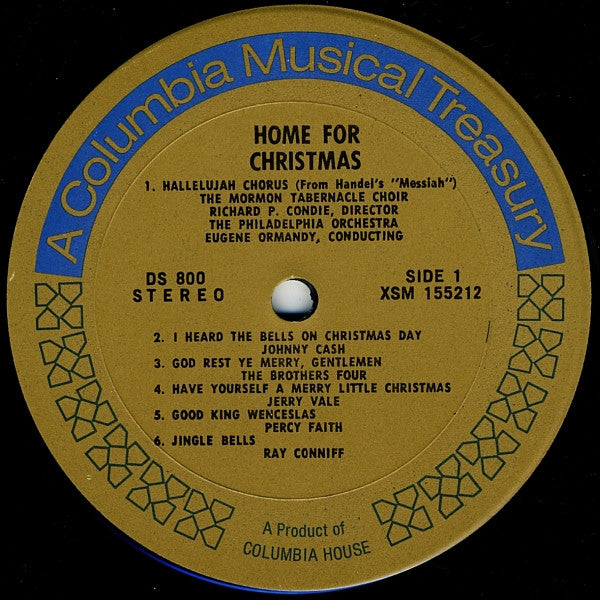 A Columbia Musical Treasury
HOME FOR
CHRISTMAS
1. HALLELUJAH CHORUS (From Handel's "Messiah")
THE MORMON TABERNACLE CHOIR
RICHARD P. CONDIE, DIRECTOR
THE PHILADELPHIA ORCHESTRA
EUGENE ORMANDY, CONDUCTING
DS 800 SIDE 1
STEREO XSM 155212
2. I HEARD THE BELLS ON CHRISTMAS DAY
JOHNNY CASH
3. GOD REST YE MERRY, GENTLEMEN
THE BROTHERS FOUR
4. HAVE YOURSELF A MERRY LITTLE CHRISTMAS
JERRY VALE
5. GOOD KING WENCESLAS
PERCY FAITH
6. JINGLE BELLS
RAY CONNIFF
A Product of
COLUMBIA HOUSE